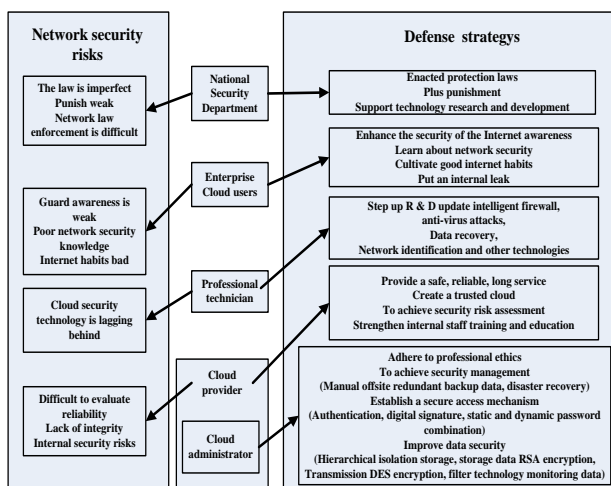 Network security
risks
The law is imperfect
Punish weak
Network law
enforcement is difficult
Guard awareness is
weak
Poor network security
knowledge
Internet habits bad
Cloud security
technology is lagging
behind
Difficult to evaluate
reliability
Lack of integrity
Internal security risks
National
Security
Department
Enterprise
Cloud users
Professional
technician
Cloud
provider
Cloud
administrator
Defense strategys
Enacted protection laws
Plus punishment
Support technology research and development
Enhance the security of the Internet awareness
Learn about network security
Cultivate good internet habits
Put an internal leak
Step up R & D update intelligent firewall,
anti-virus attacks,
Data recovery,
Network identification and other technologies
Provide a safe, reliable, long service
Create a trusted cloud
To achieve security risk assessment
Strengthen internal staff training and education
Adhere to professional ethics
To achieve security management
(Manual offsite redundant backup data, disaster recovery)
Establish a secure access mechanism
(Authentication, digital signature, static and dynamic password
combination)
Improve data security
(Hierarchical isolation storage, storage data RSA encryption,
Transmission DES encryption, filter technology monitoring data)